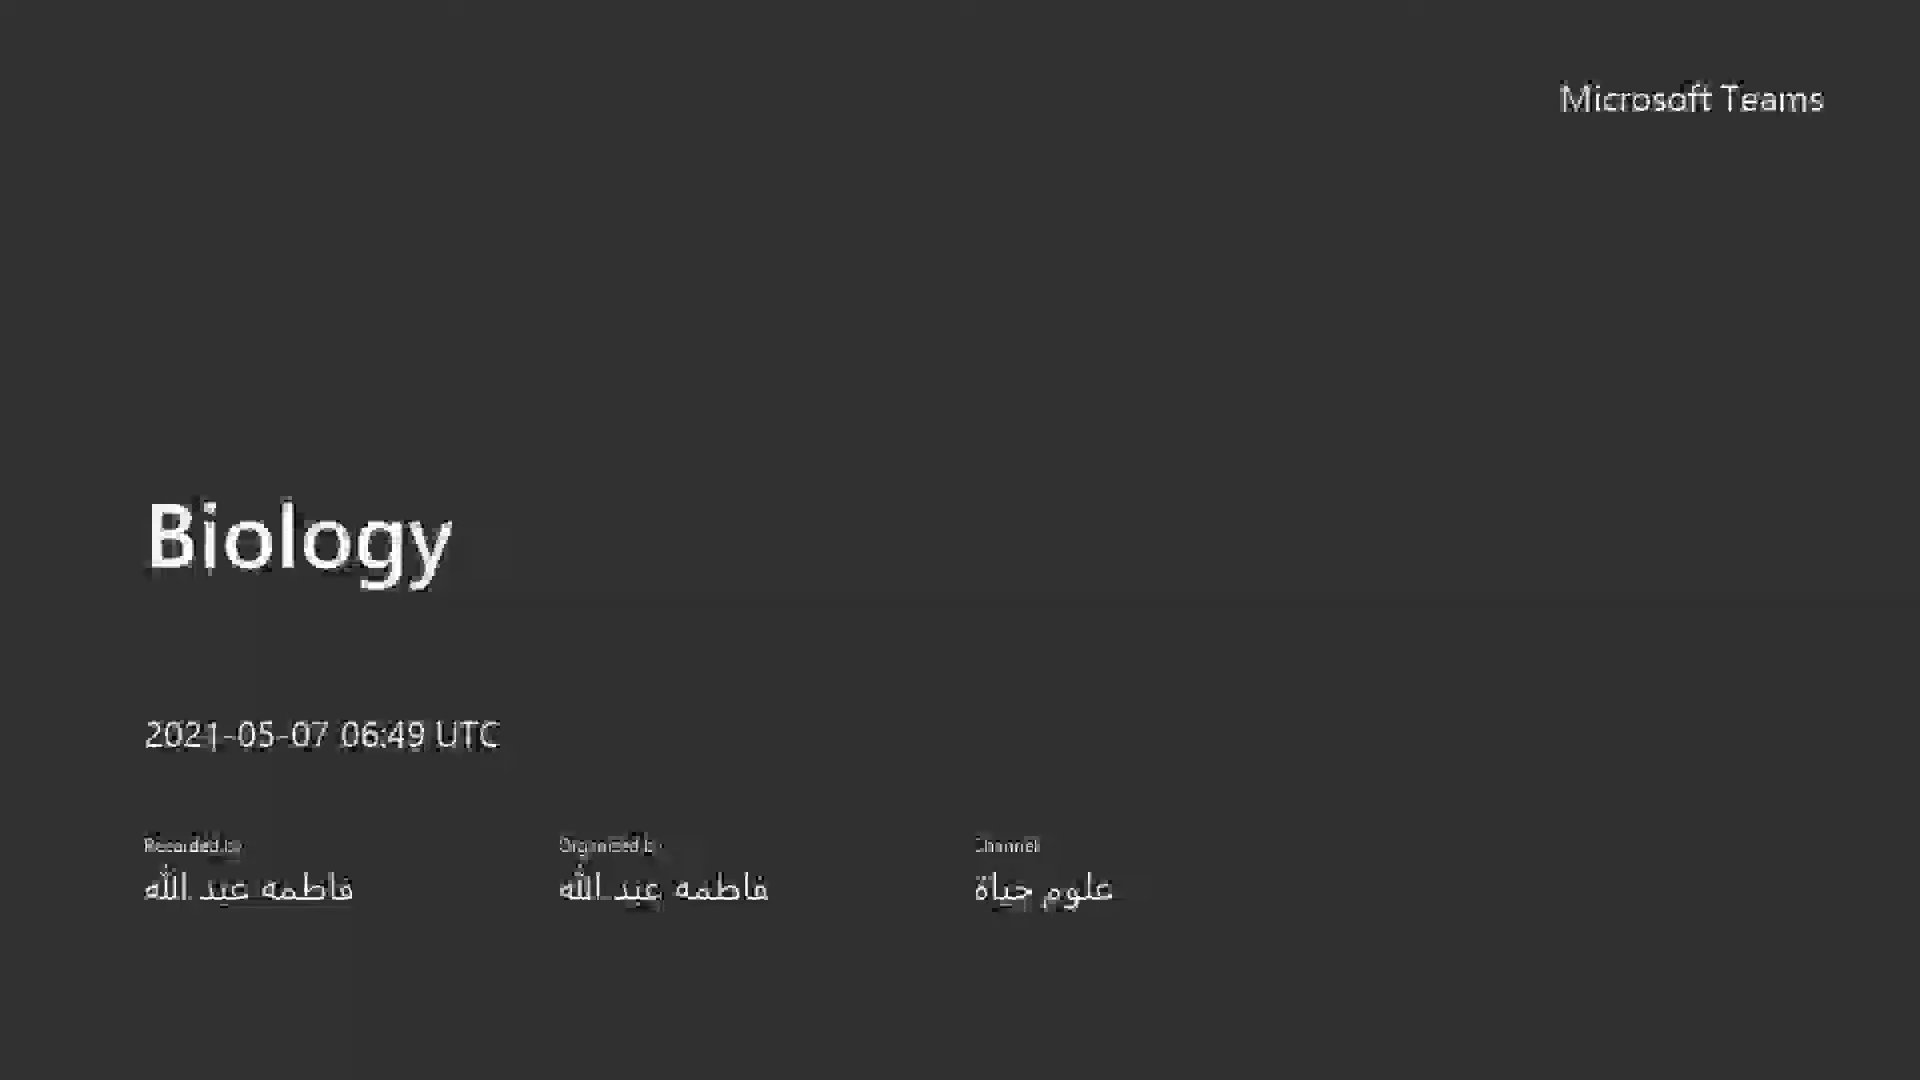 Microsoft Teams
Biology
2021-05-07 06:49 UTC
Recorded by
فاطمه عبد الله
Organized by
فاطمه عبد الله
Channel
علوم حياة